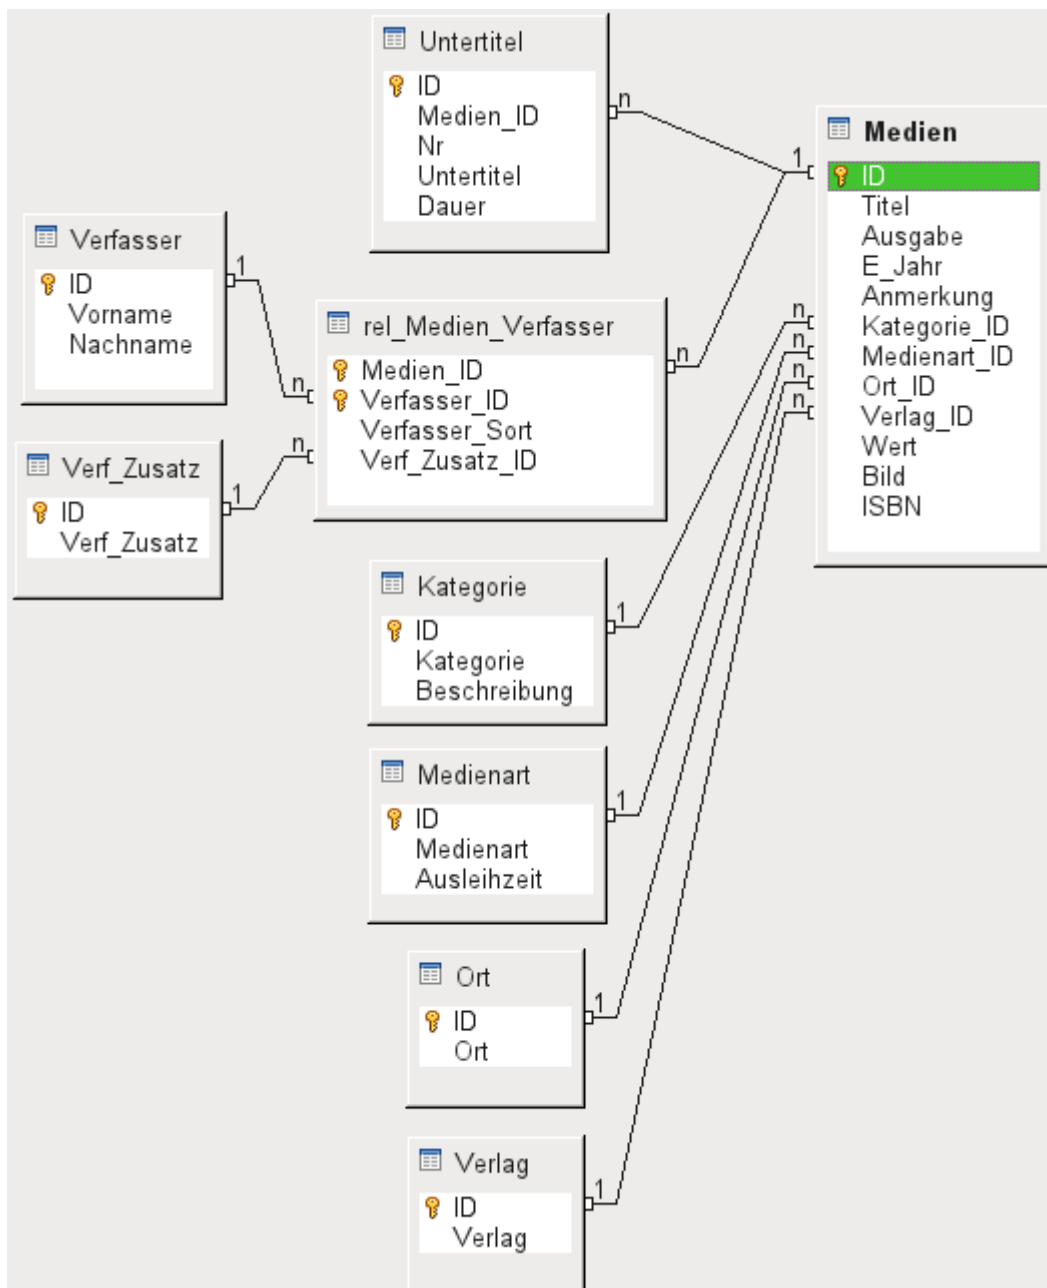 Untertitel
ID
Medien_ID
Nr
Untertitel
Dauer
n
1
Medien
ID
Titel
Ausgabe
E_Jahr
Anmerkung
Kategorie_ID
Medienart_ID
Ort_ID
Verlag_ID
Wert
Bild
ISBN
n
n
n
n
Verfasser
ID
Vorname
Nachname
1
n
rel_Medien_Verfasser
Medien_ID
Verfasser_ID
Verfasser_Sort
Verf_Zusatz_ID
n
n
Verf_Zusatz
ID
Verf_Zusatz
1
Kategorie
ID
Kategorie
Beschreibung
1
Medienart
ID
Medienart
Ausleihzeit
1
Ort
ID
Ort
1
Verlag
ID
Verlag
1